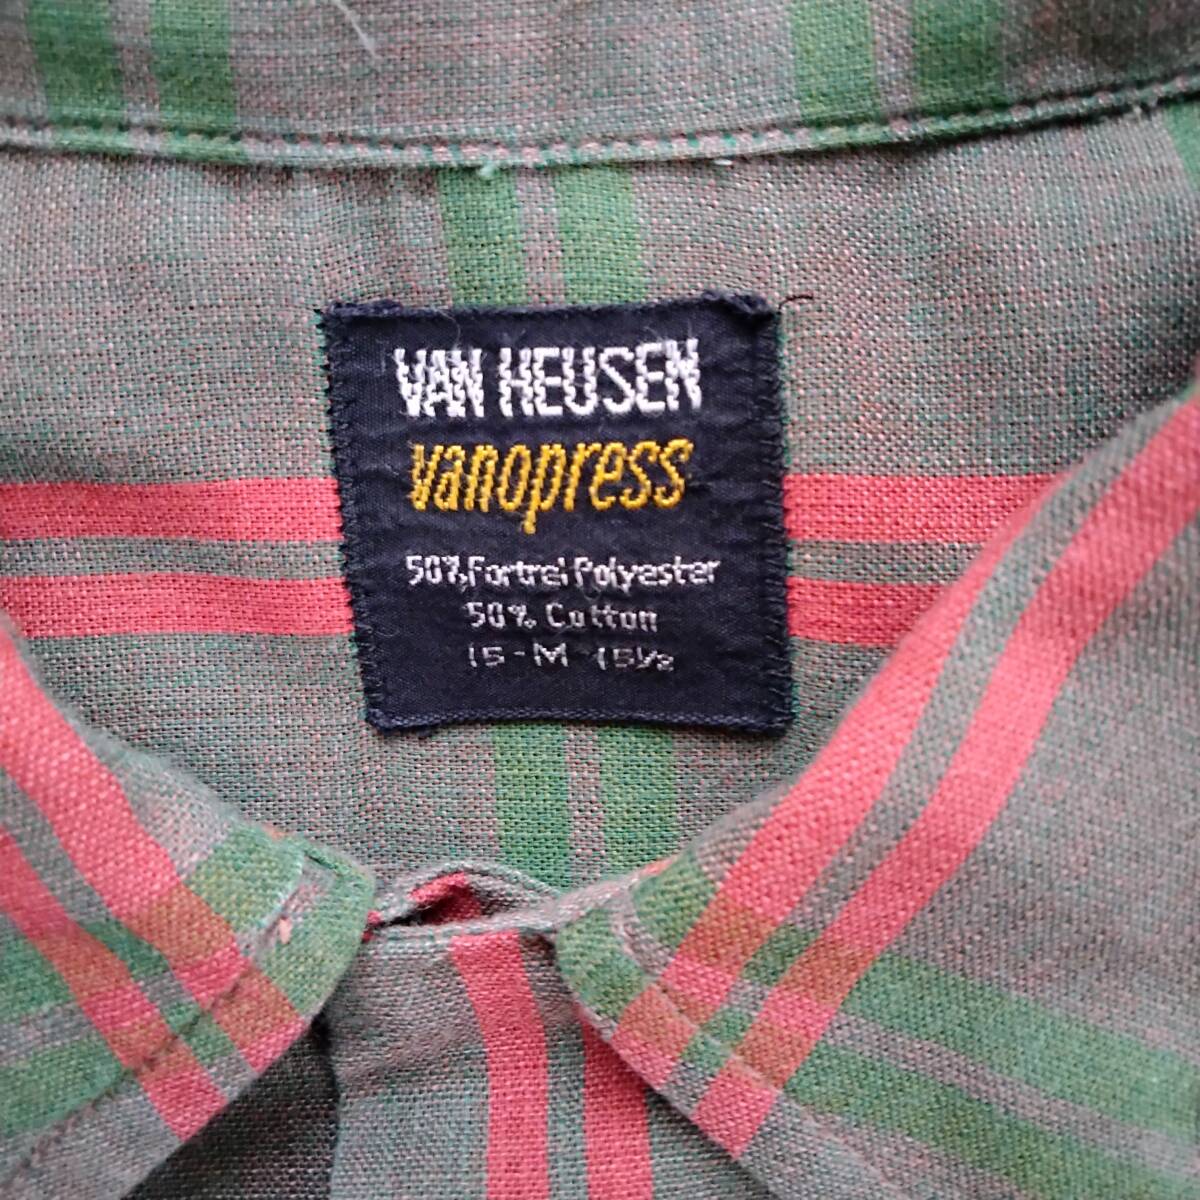 VAN HEUSEN
vanopress
50% Fortrel Polyester
50% Cotton
15 - M 15½